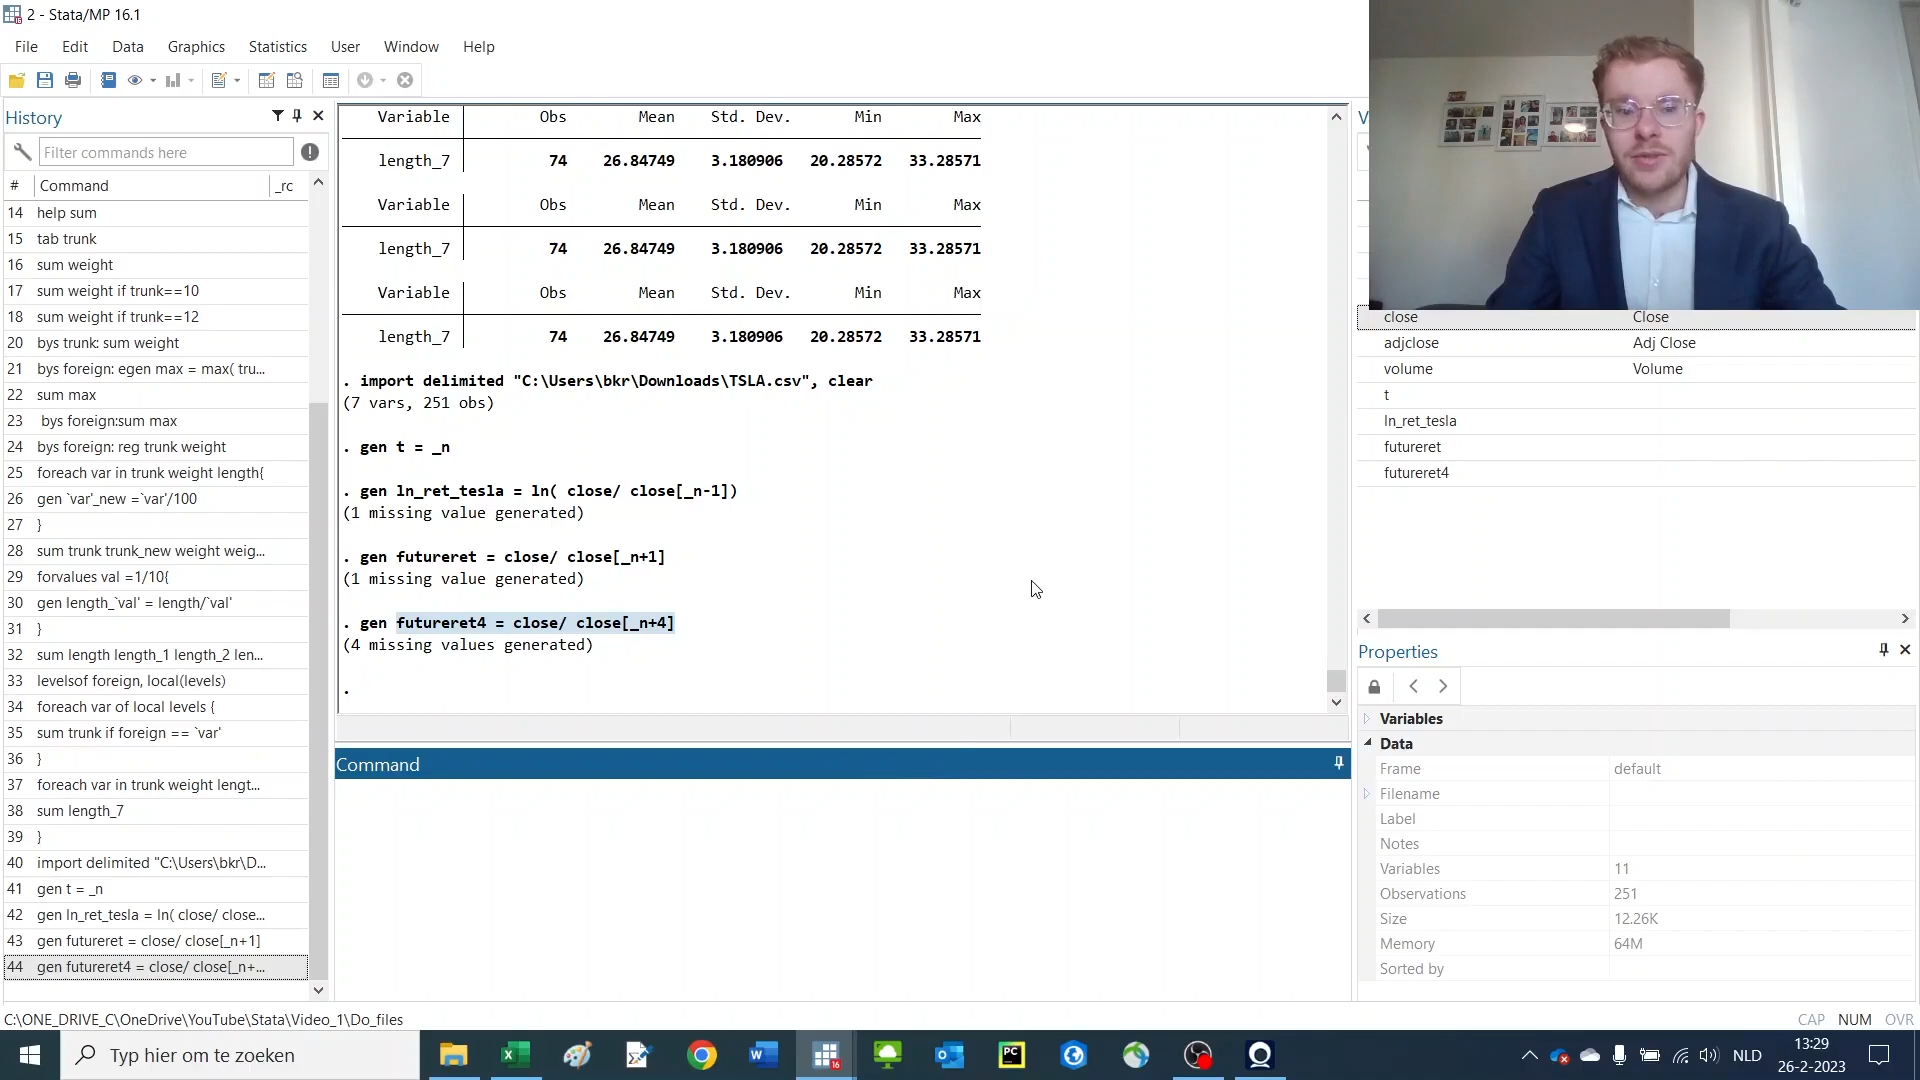 2 - Stata/MP 16.1
File Edit Data Graphics Statistics User Window Help
History
Filter commands here
# Command _rc
14 help sum
15 tab trunk
16 sum weight
17 sum weight if trunk==10
18 sum weight if trunk==12
20 bys trunk: sum weight
21 bys foreign: egen max = max( tru...
22 sum max
23 bys foreign:sum max
24 bys foreign: reg trunk weight
25 foreach var in trunk weight length{
26 gen `var'_new =`var'/100
27 }
28 sum trunk trunk_new weight weig...
29 forvalues val =1/10{
30 gen length_`val' = length/`val'
31 }
32 sum length length_1 length_2 len...
33 levelsof foreign, local(levels)
34 foreach var of local levels {
35 sum trunk if foreign == `var'
36 }
37 foreach var in trunk weight lengt...
38 sum length_7
39 }
40 import delimited "C:\Users\bkr\D...
41 gen t = _n
42 gen ln_ret_tesla = ln( close/ close...
43 gen futureret = close/ close[_n+1]
44 gen futureret4 = close/ close[_n+...
Variable Obs Mean Std. Dev. Min Max
length_7 74 26.84749 3.180906 20.28572 33.28571
Variable Obs Mean Std. Dev. Min Max
length_7 74 26.84749 3.180906 20.28572 33.28571
Variable Obs Mean Std. Dev. Min Max
length_7 74 26.84749 3.180906 20.28572 33.28571
. import delimited "C:\Users\bkr\Downloads\TSLA.csv", clear
(7 vars, 251 obs)
. gen t = _n
. gen ln_ret_tesla = ln( close/ close[_n-1])
(1 missing value generated)
. gen futureret = close/ close[_n+1]
(1 missing value generated)
. gen futureret4 = close/ close[_n+4]
(4 missing values generated)
.
Command
V
close Close
adjclose Adj Close
volume Volume
t
ln_ret_tesla
futureret
futureret4
Properties
Variables
Data
Frame default
Filename
Label
Notes
Variables 11
Observations 251
Size 12.26K
Memory 64M
Sorted by
C:\ONE_DRIVE_C\OneDrive\YouTube\Stata\Video_1\Do_files
CAP NUM OVR
Typ hier om te zoeken
16
PC
NLD
13:29
26-2-2023